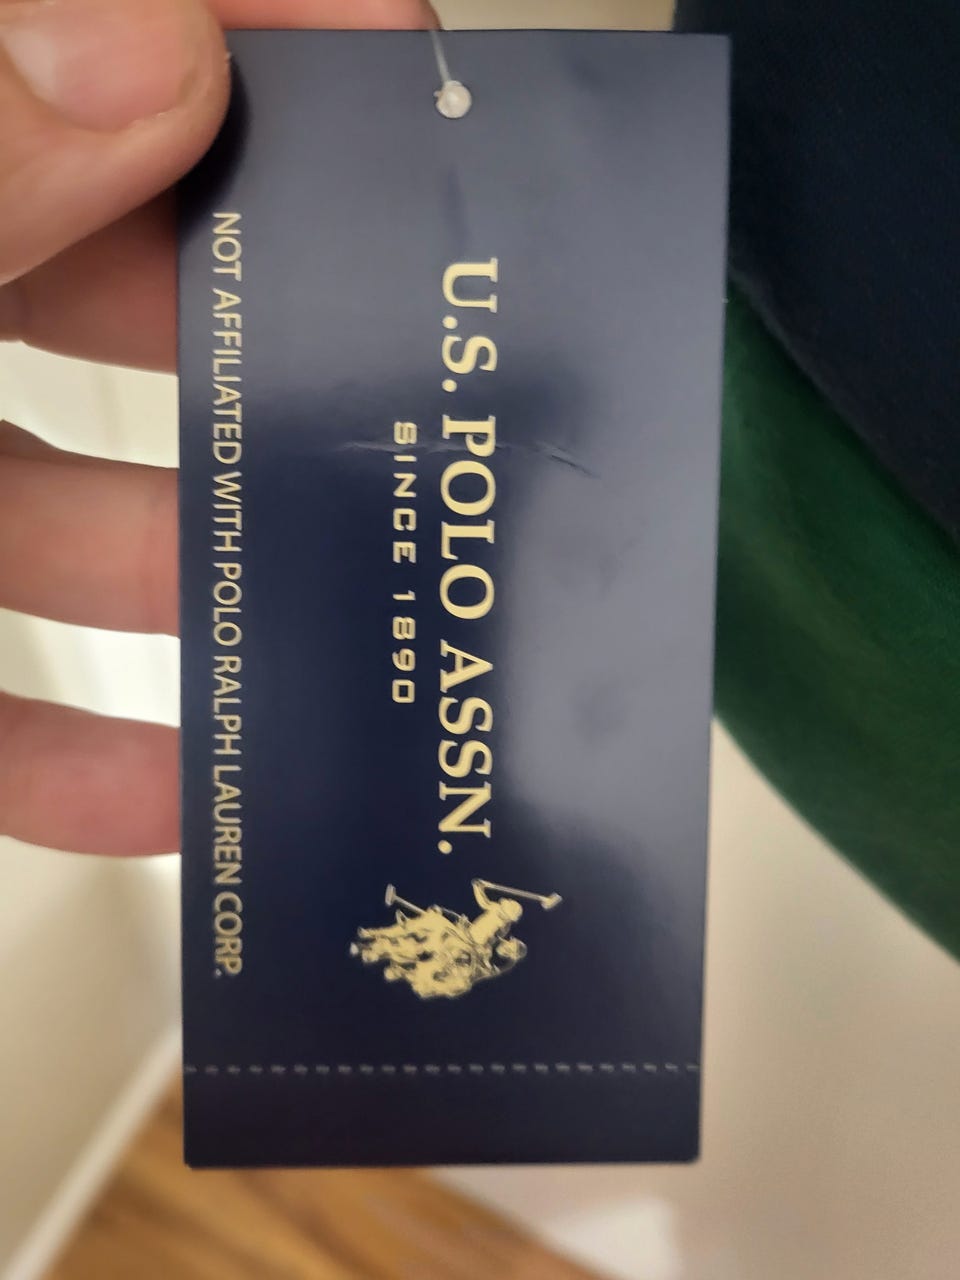 U.S. POLO ASSN.
SINCE 1890
NOT AFFILIATED WITH POLO RALPH LAUREN CORP.